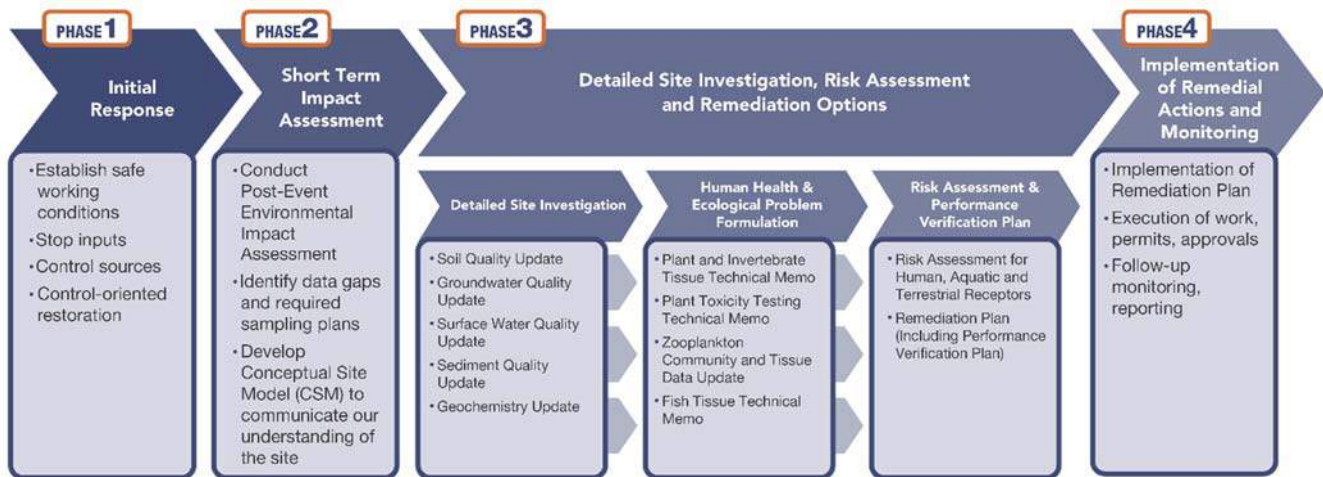 PHASE1
Initial
Response
•Establish safe
working
conditions
•Stop inputs
•Control sources
•Control-oriented
restoration
PHASE2
Short Term
Impact
Assessment
•Conduct
Post-Event
Environmental
Impact
Assessment
•Identify data gaps
and required
sampling plans
•Develop
Conceptual Site
Model (CSM) to
communicate our
understanding of
the site
PHASE3
Detailed Site Investigation, Risk Assessment
and Remediation Options
Detailed Site Investigation
•Soil Quality Update
•Groundwater Quality
Update
•Surface Water Quality
Update
•Sediment Quality
Update
•Geochemistry Update
Human Health &
Ecological Problem
Formulation
•Plant and Invertebrate
Tissue Technical Memo
•Plant Toxicity Testing
Technical Memo
•Zooplankton
Community and Tissue
Data Update
•Fish Tissue Technical
Memo
Risk Assessment &
Performance
Verification Plan
•Risk Assessment for
Human, Aquatic and
Terrestrial Receptors
•Remediation Plan
(Including Performance
Verification Plan)
PHASE4
Implementation
of Remedial
Actions and
Monitoring
•Implementation of
Remediation Plan
•Execution of work,
permits, approvals
•Follow-up
monitoring,
reporting